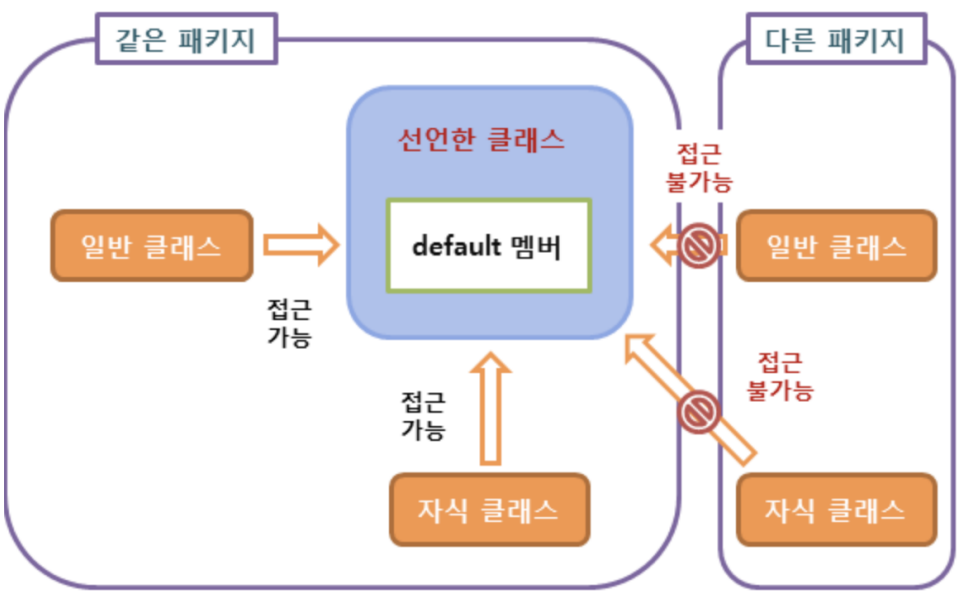 같은 패키지
다른 패키지
선언한 클래스
default 멤버
일반 클래스
접근
가능
접근
가능
자식 클래스
접근
불가능
일반 클래스
접근
불가능
자식 클래스